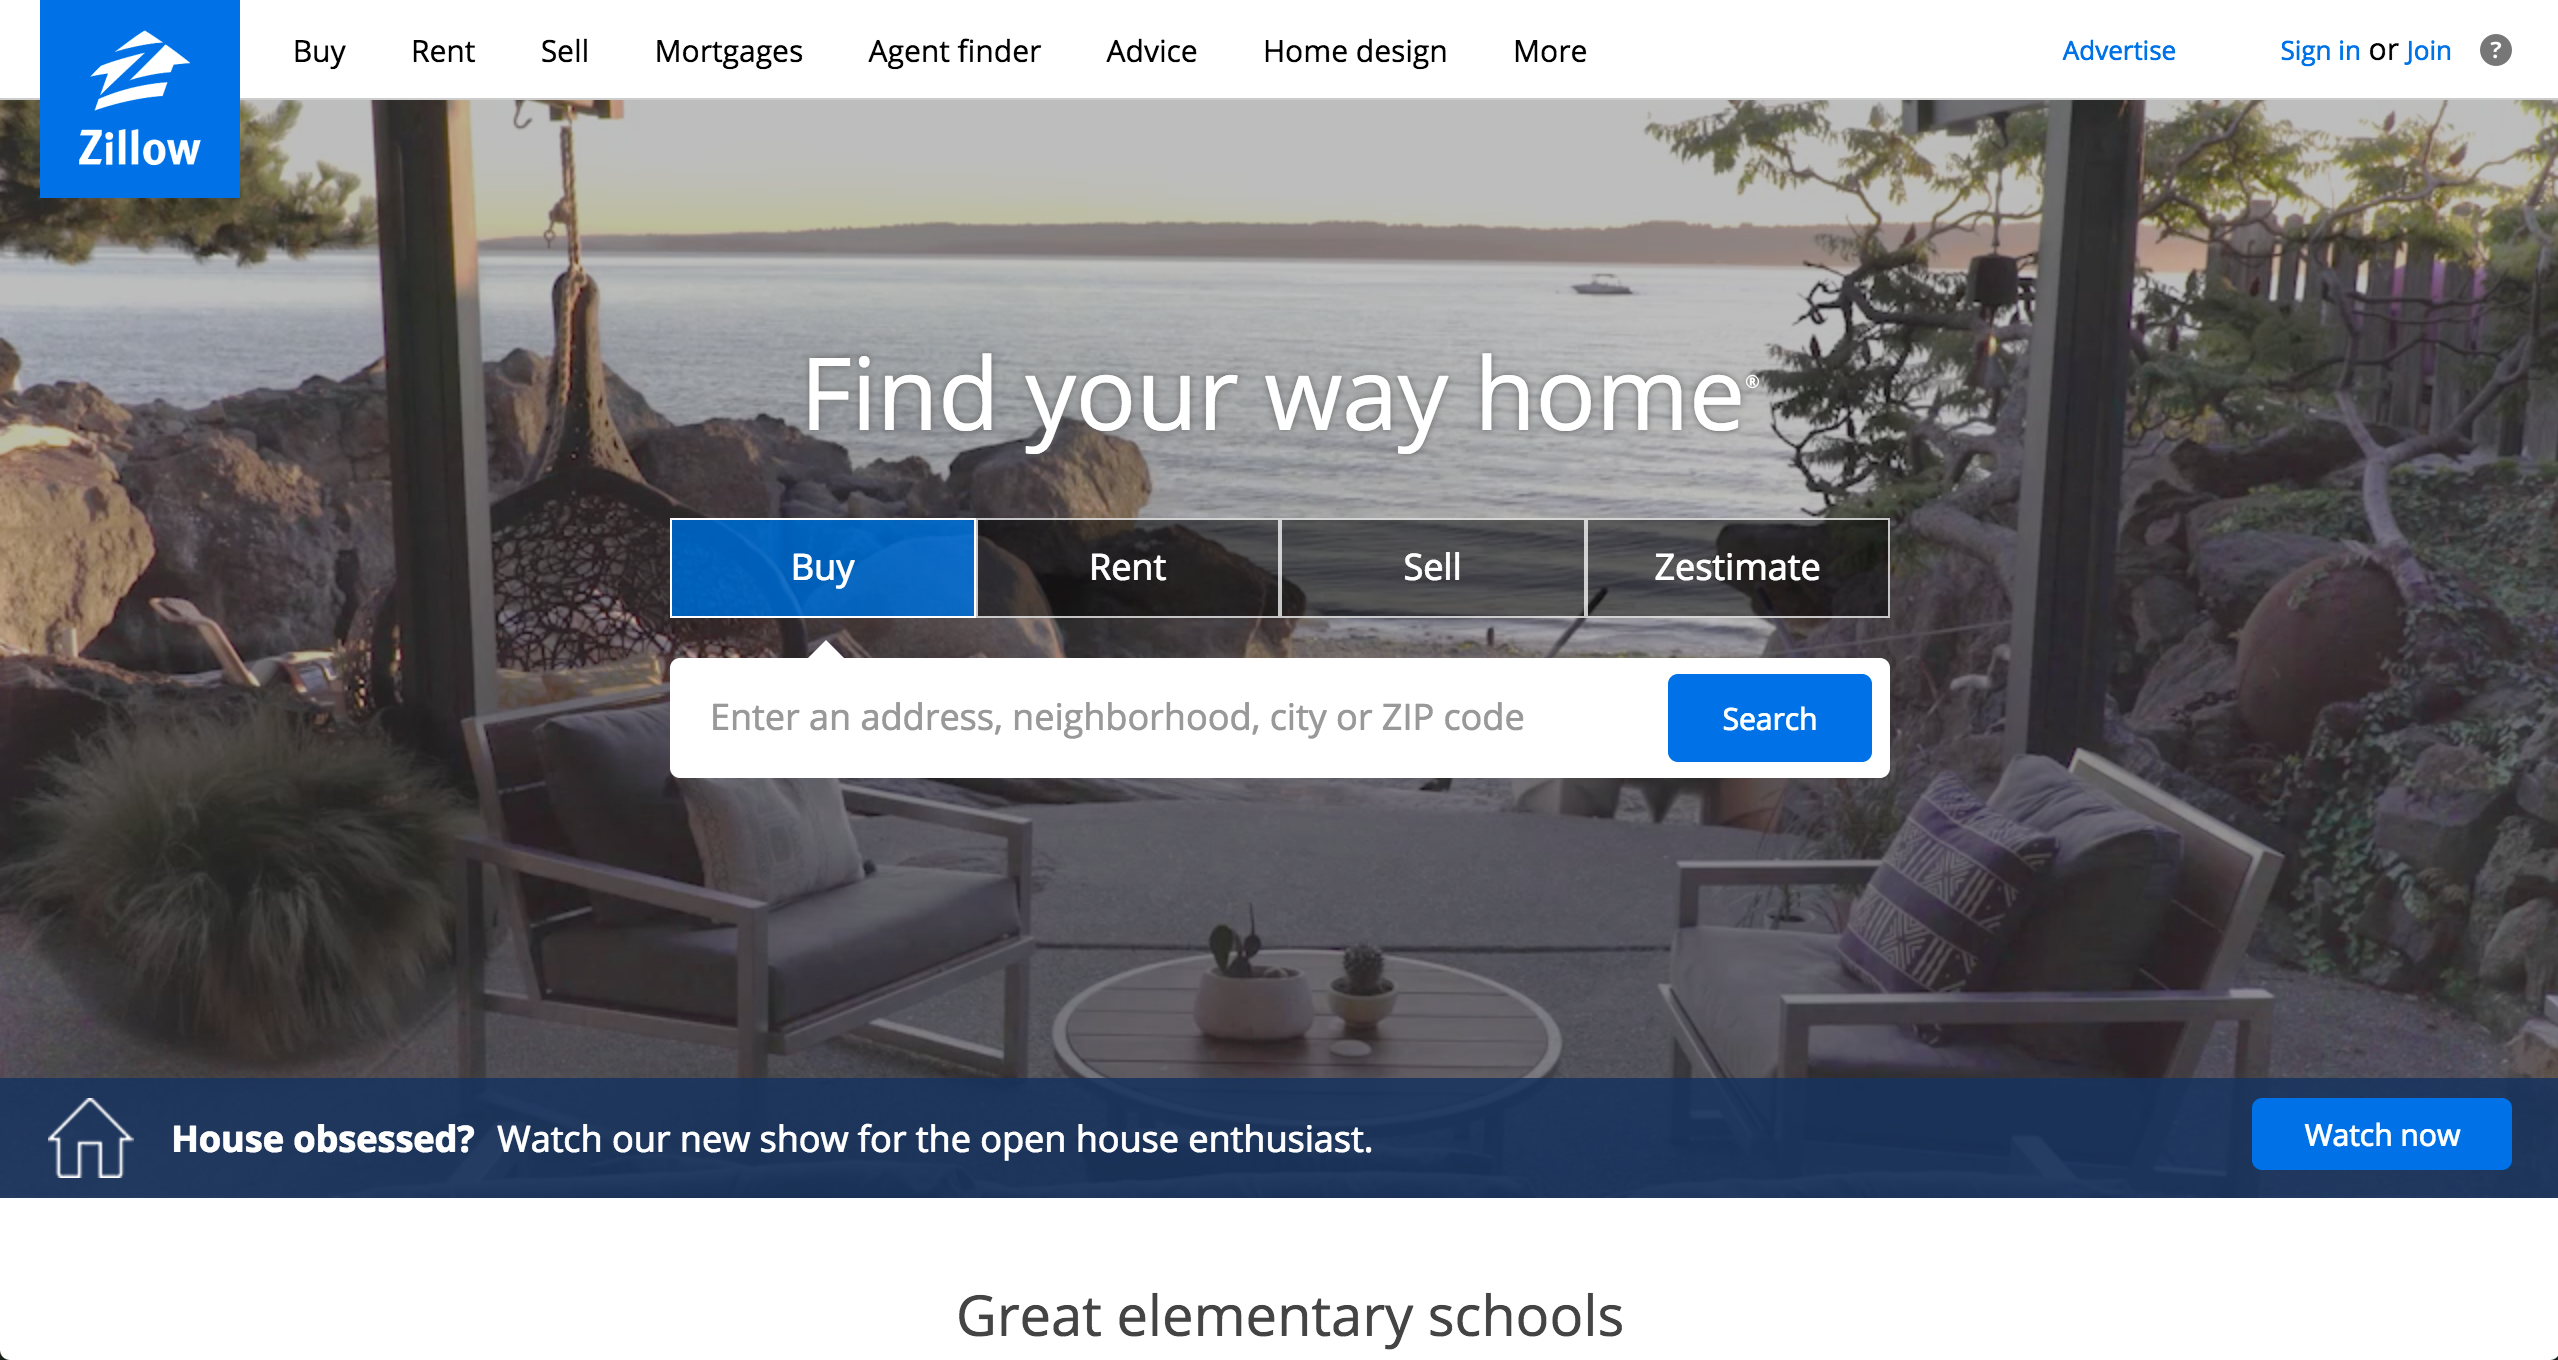 Zillow
Buy Rent Sell Mortgages Agent finder Advice Home design More Advertise Sign in or Join ?
Find your way home®
Buy Rent Sell Zestimate
Enter an address, neighborhood, city or ZIP code Search
House obsessed? Watch our new show for the open house enthusiast. Watch now
Great elementary schools